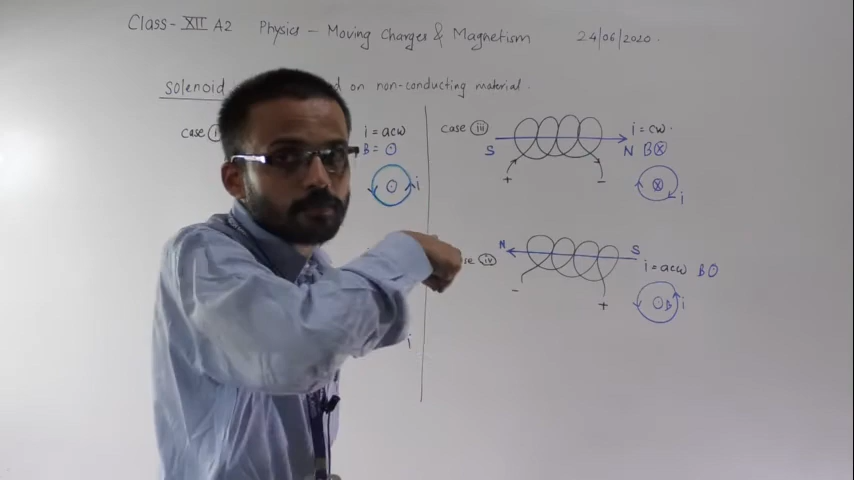 Class - XII A2 Physics - Moving Charges & Magnetism 24/06/2020.
solenoid on non-conducting material.
case i = acw
B = ⊙
i
case iii i = cw.
S N B⊗
+ - ⊗ i
N S
iv i = acw B⊙
- + ⊙B i
i